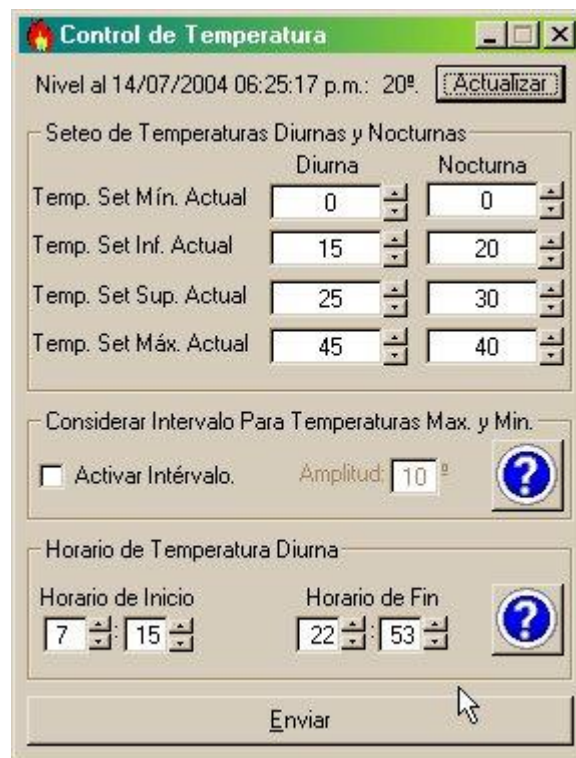 Control de Temperatura
Nivel al 14/07/2004 06:25:17 p.m.: 20º. Actualizar
Seteo de Temperaturas Diurnas y Nocturnas
Diurna Nocturna
Temp. Set Mín. Actual 0 0
Temp. Set Inf. Actual 15 20
Temp. Set Sup. Actual 25 30
Temp. Set Máx. Actual 45 40
Considerar Intervalo Para Temperaturas Max. y Min.
Activar Intérvalo. Amplitud: 10 º
Horario de Temperatura Diurna
Horario de Inicio Horario de Fin
7 : 15 22 : 53
Enviar